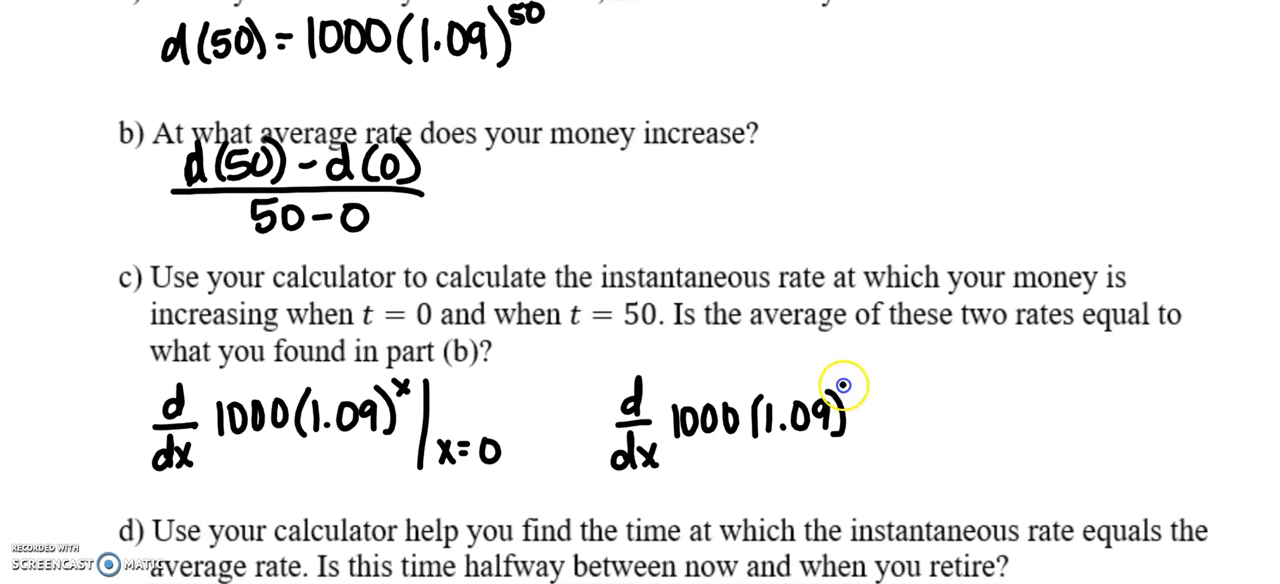 d(50) = 1000(1.09)^50
b) At what average rate does your money increase?
d(50) - d(0)
50 - 0
c) Use your calculator to calculate the instantaneous rate at which your money is
increasing when t = 0 and when t = 50. Is the average of these two rates equal to
what you found in part (b)?
d/dx 1000(1.09)^x | x=0 d/dx 1000(1.09)
d) Use your calculator help you find the time at which the instantaneous rate equals the
average rate. Is this time halfway between now and when you retire?
RECORDED WITH
SCREENCAST MATIC